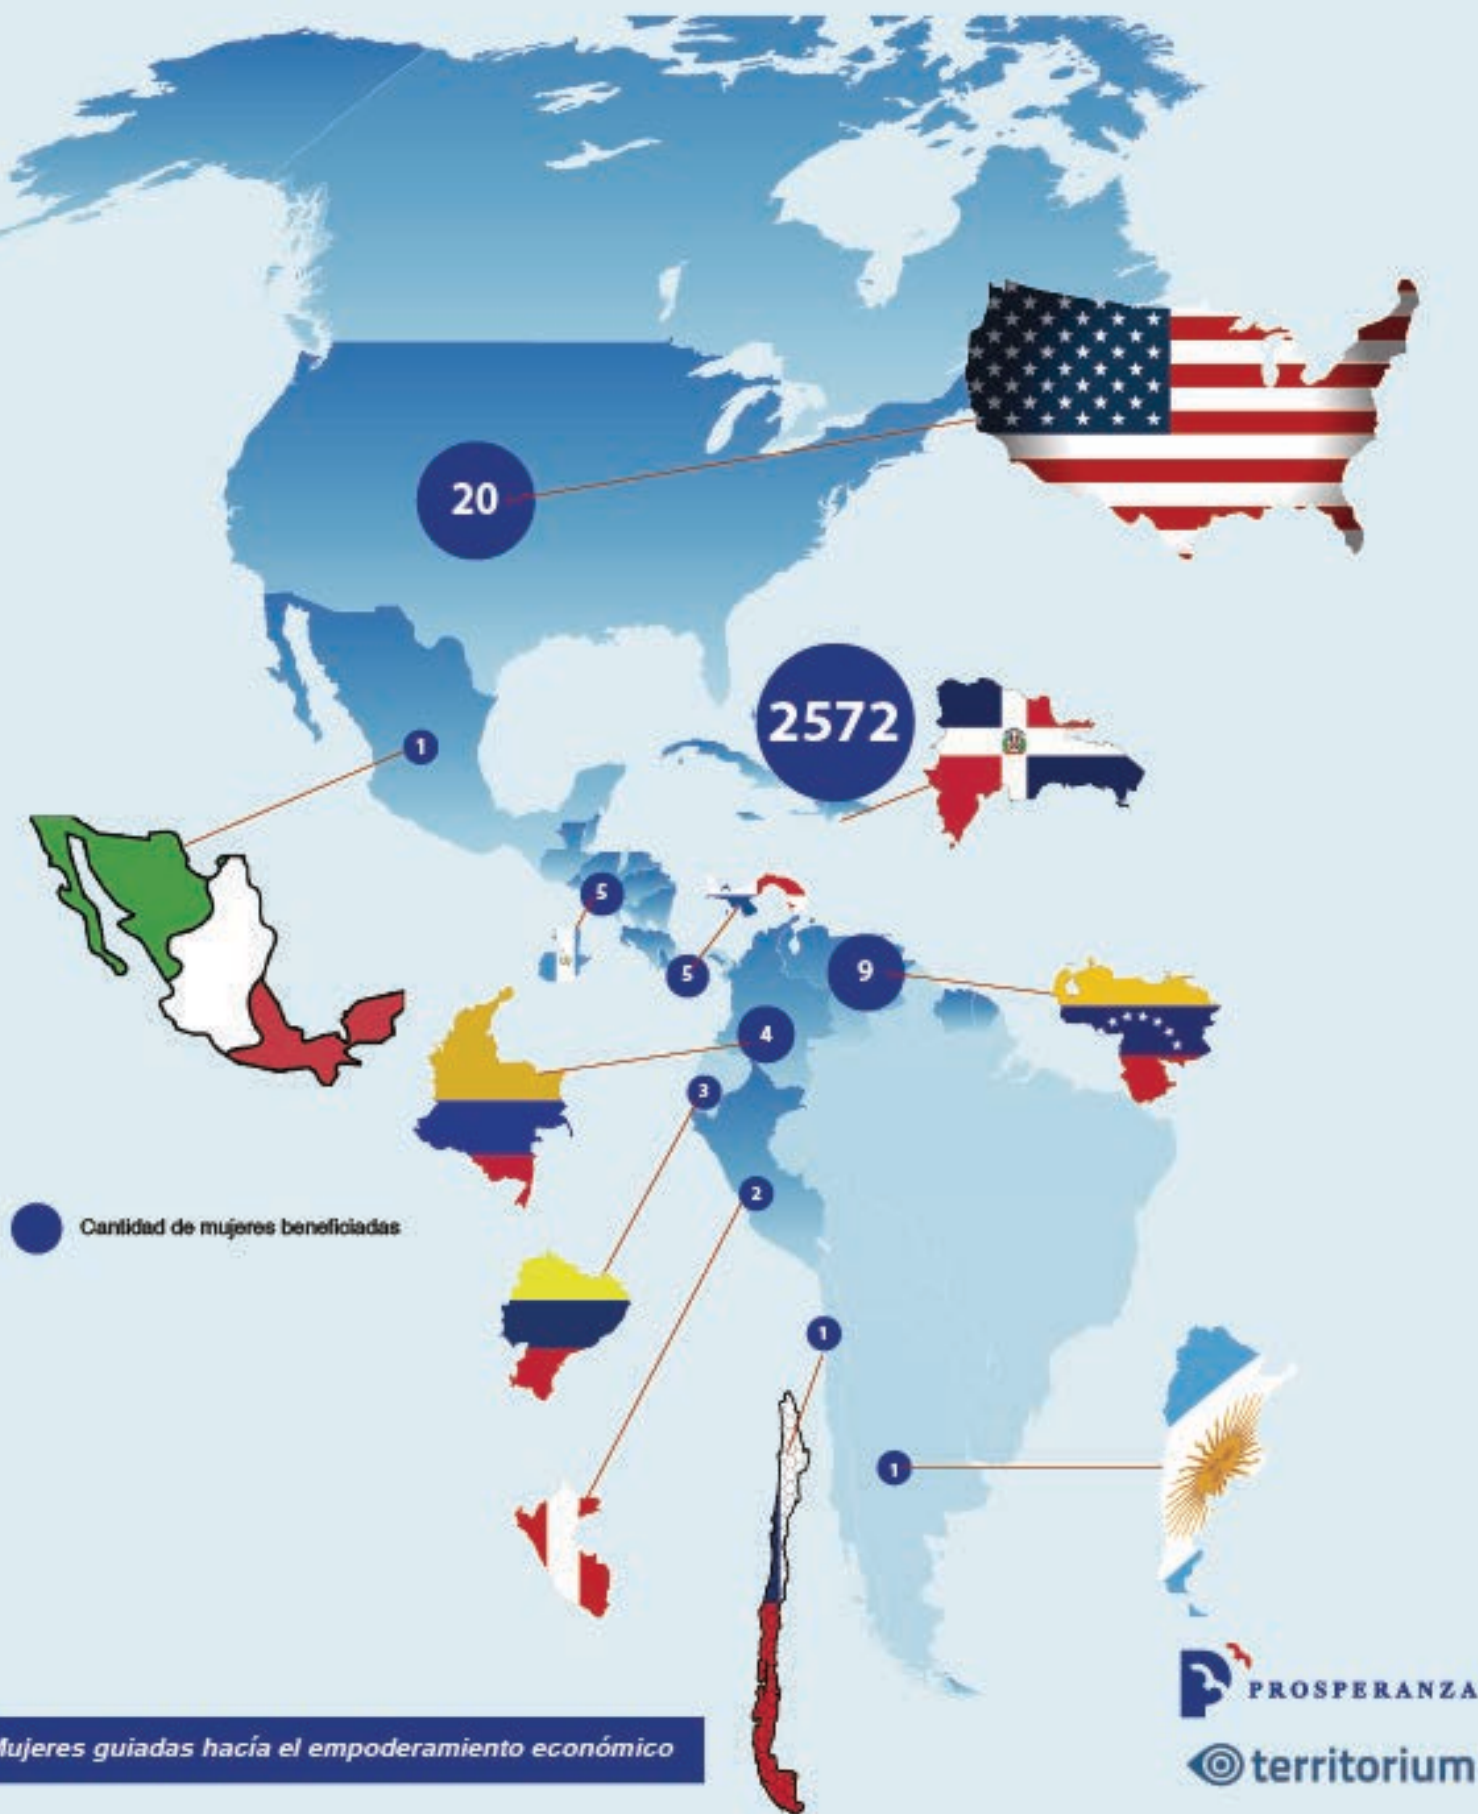 20
2572
1
5
5
9
4
3
Cantidad de mujeres beneficiadas
2
1
1
PROSPERANZA
Mujeres guiadas hacía el empoderamiento económico
territorium